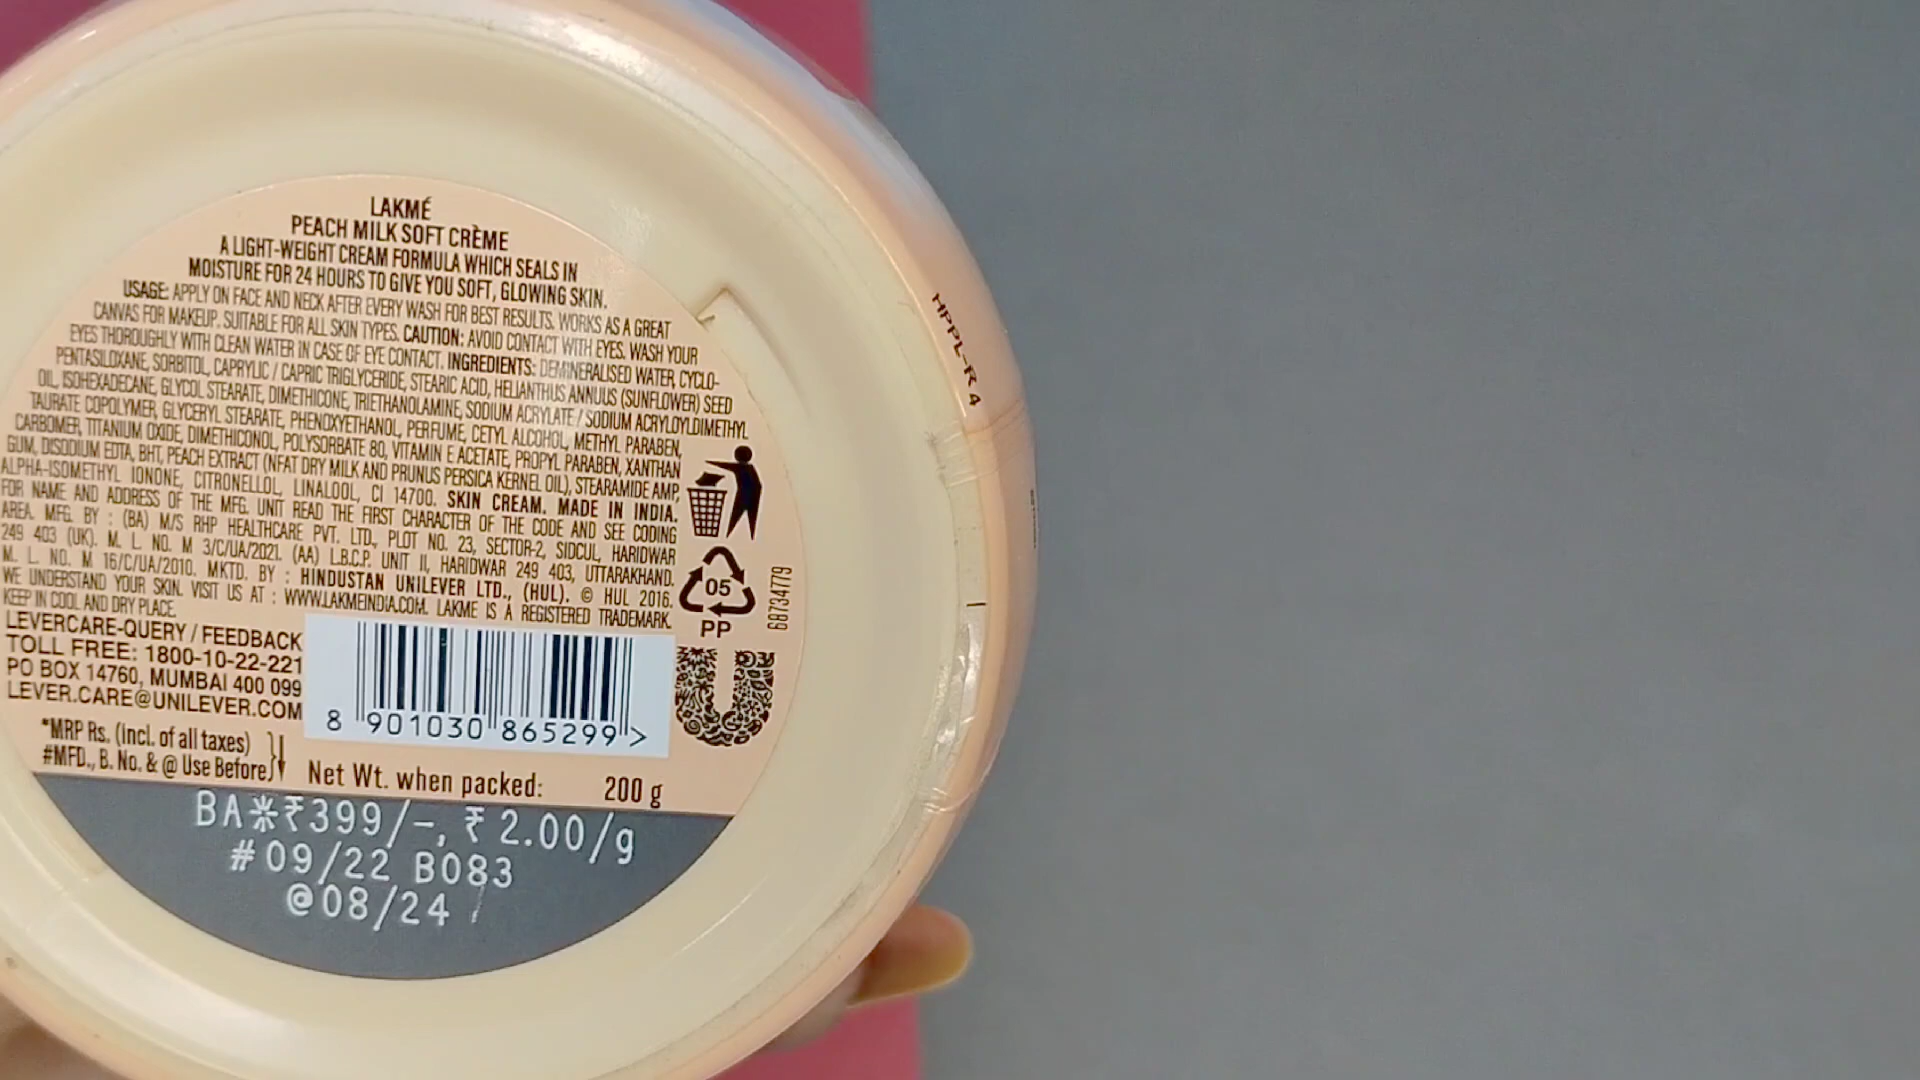 LAKMÉ
PEACH MILK SOFT CRÈME
A LIGHT-WEIGHT CREAM FORMULA WHICH SEALS IN
MOISTURE FOR 24 HOURS TO GIVE YOU SOFT, GLOWING SKIN.
USAGE: APPLY ON FACE AND NECK AFTER EVERY WASH FOR BEST RESULTS. WORKS AS A GREAT
CANVAS FOR MAKEUP. SUITABLE FOR ALL SKIN TYPES. CAUTION: AVOID CONTACT WITH EYES. WASH YOUR
EYES THOROUGHLY WITH CLEAN WATER IN CASE OF EYE CONTACT. INGREDIENTS: DEMINERALISED WATER, CYCLO-
PENTASILOXANE, SORBITOL, CAPRYLIC / CAPRIC TRIGLYCERIDE, STEARIC ACID, HELIANTHUS ANNUUS (SUNFLOWER) SEED
OIL, ISOHEXADECANE, GLYCOL STEARATE, DIMETHICONE, TRIETHANOLAMINE, SODIUM ACRYLATE / SODIUM ACRYLOYLDIMETHYL
TAURATE COPOLYMER, GLYCERYL STEARATE, PHENOXYETHANOL, PERFUME, CETYL ALCOHOL, METHYL PARABEN,
CARBOMER, TITANIUM OXIDE, DIMETHICONOL, POLYSORBATE 80, VITAMIN E ACETATE, PROPYL PARABEN, XANTHAN
GUM, DISODIUM EDTA, BHT, PEACH EXTRACT (NFAT DRY MILK AND PRUNUS PERSICA KERNEL OIL), STEARAMIDE AMP,
ALPHA-ISOMETHYL IONONE, CITRONELLOL, LINALOOL, CI 14700. SKIN CREAM. MADE IN INDIA.
FOR NAME AND ADDRESS OF THE MFG. UNIT READ THE FIRST CHARACTER OF THE CODE AND SEE CODING
AREA. MFG. BY : (BA) M/S RHP HEALTHCARE PVT. LTD., PLOT NO. 23, SECTOR-2, SIDCUL, HARIDWAR
249 403 (UK). M. L. NO. M 3/C/UA/2021. (AA) L.B.C.P. UNIT II, HARIDWAR 249 403, UTTARAKHAND.
M. L. NO. M 16/C/UA/2010. MKTD. BY : HINDUSTAN UNILEVER LTD., (HUL). © HUL 2016.
WE UNDERSTAND YOUR SKIN. VISIT US AT : WWW.LAKMEINDIA.COM. LAKME IS A REGISTERED TRADEMARK.
KEEP IN COOL AND DRY PLACE.
LEVERCARE-QUERY / FEEDBACK
TOLL FREE: 1800-10-22-221
PO BOX 14760, MUMBAI 400 099
LEVER.CARE@UNILEVER.COM
8 901030 865299 >
05
PP
68734779
*MRP Rs. (incl. of all taxes)
#MFD., B. No. & @ Use Before
Net Wt. when packed: 200 g
BA*₹399/-, ₹ 2.00/g
#09/22 B083
@08/24
HPPL-R4